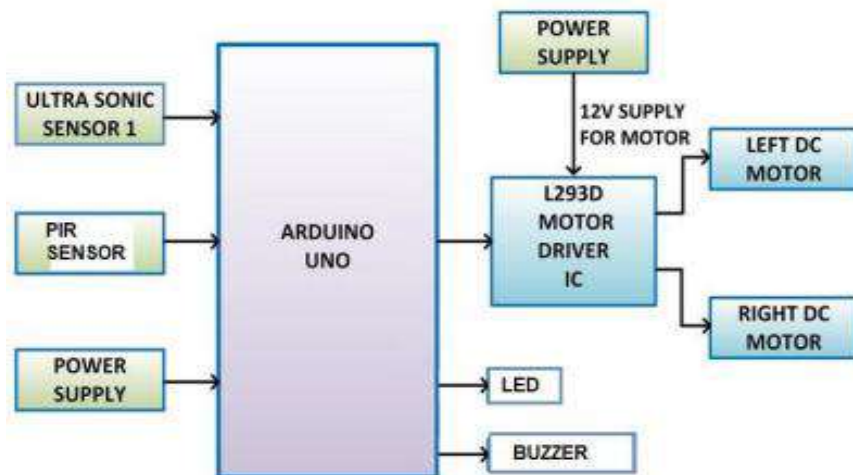 POWER
SUPPLY
ULTRA SONIC
SENSOR 1
12V SUPPLY
FOR MOTOR
LEFT DC
MOTOR
PIR
SENSOR
ARDUINO
UNO
L293D
MOTOR
DRIVER
IC
RIGHT DC
MOTOR
POWER
SUPPLY
LED
BUZZER